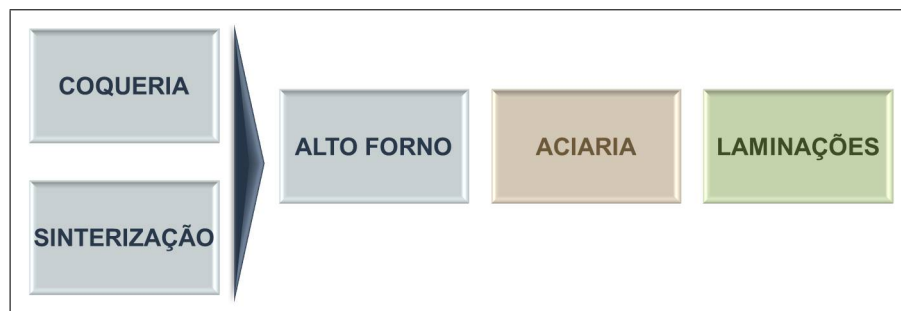 COQUERIA
SINTERIZAÇÃO
ALTO FORNO
ACIARIA
LAMINAÇÕES